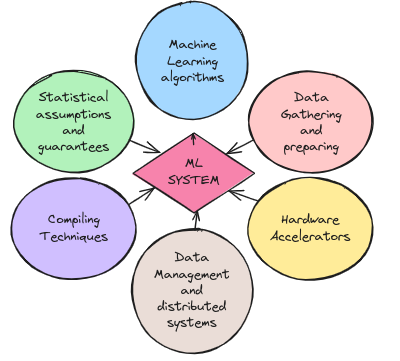 Machine
Learning
algorithms
Statistical
assumptions
and
guarantees
Data
Gathering
and
preparing
ML
SYSTEM
Compiling
Techniques
Hardware
Accelerators
Data
Management
and
distributed
systems